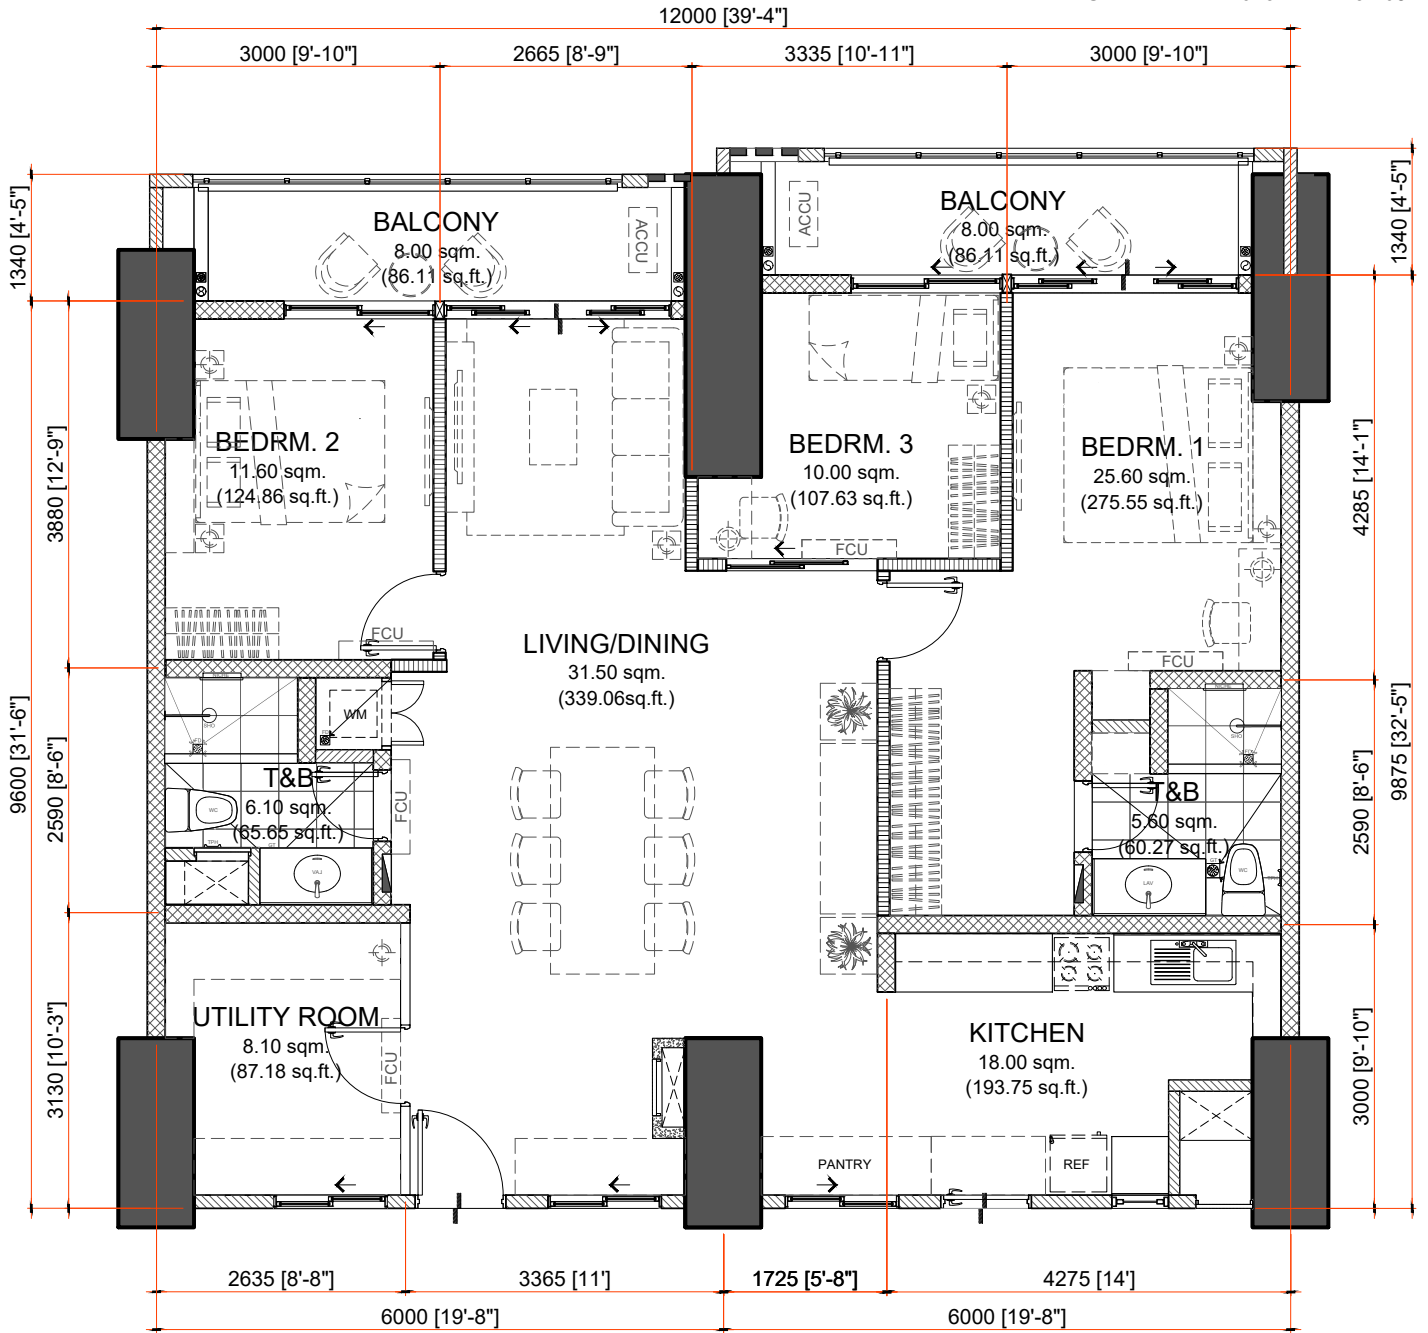 12000 [39'-4"]
3000 [9'-10"]
2665 [8'-9"]
3335 [10'-11"]
3000 [9'-10"]
1340 [4'-5"]
1340 [4'-5"]
BALCONY
8.00 sqm.
(86.11 sq.ft.)
ACCU
ACCU
BALCONY
8.00 sqm.
(86.11 sq.ft.)
3880 [12'-9"]
BEDRM. 2
11.60 sqm.
(124.86 sq.ft.)
BEDRM. 3
10.00 sqm.
(107.63 sq.ft.)
BEDRM. 1
25.60 sqm.
(275.55 sq.ft.)
4285 [14'-1"]
FCU
FCU
FCU
LIVING/DINING
31.50 sqm.
(339.06sq.ft.)
9600 [31'-6"]
9875 [32'-5"]
2590 [8'-6"]
2590 [8'-6"]
WM
T&B
6.10 sqm.
(65.65 sq.ft.)
WC
FCU
T&B
5.60 sqm.
(60.27 sq.ft.)
GT
WC
LAV
3130 [10'-3"]
UTILITY ROOM
8.10 sqm.
(87.18 sq.ft.)
FCU
KITCHEN
18.00 sqm.
(193.75 sq.ft.)
3000 [9'-10"]
PANTRY
REF
2635 [8'-8"]
3365 [11']
1725 [5'-8"]
4275 [14']
6000 [19'-8"]
6000 [19'-8"]